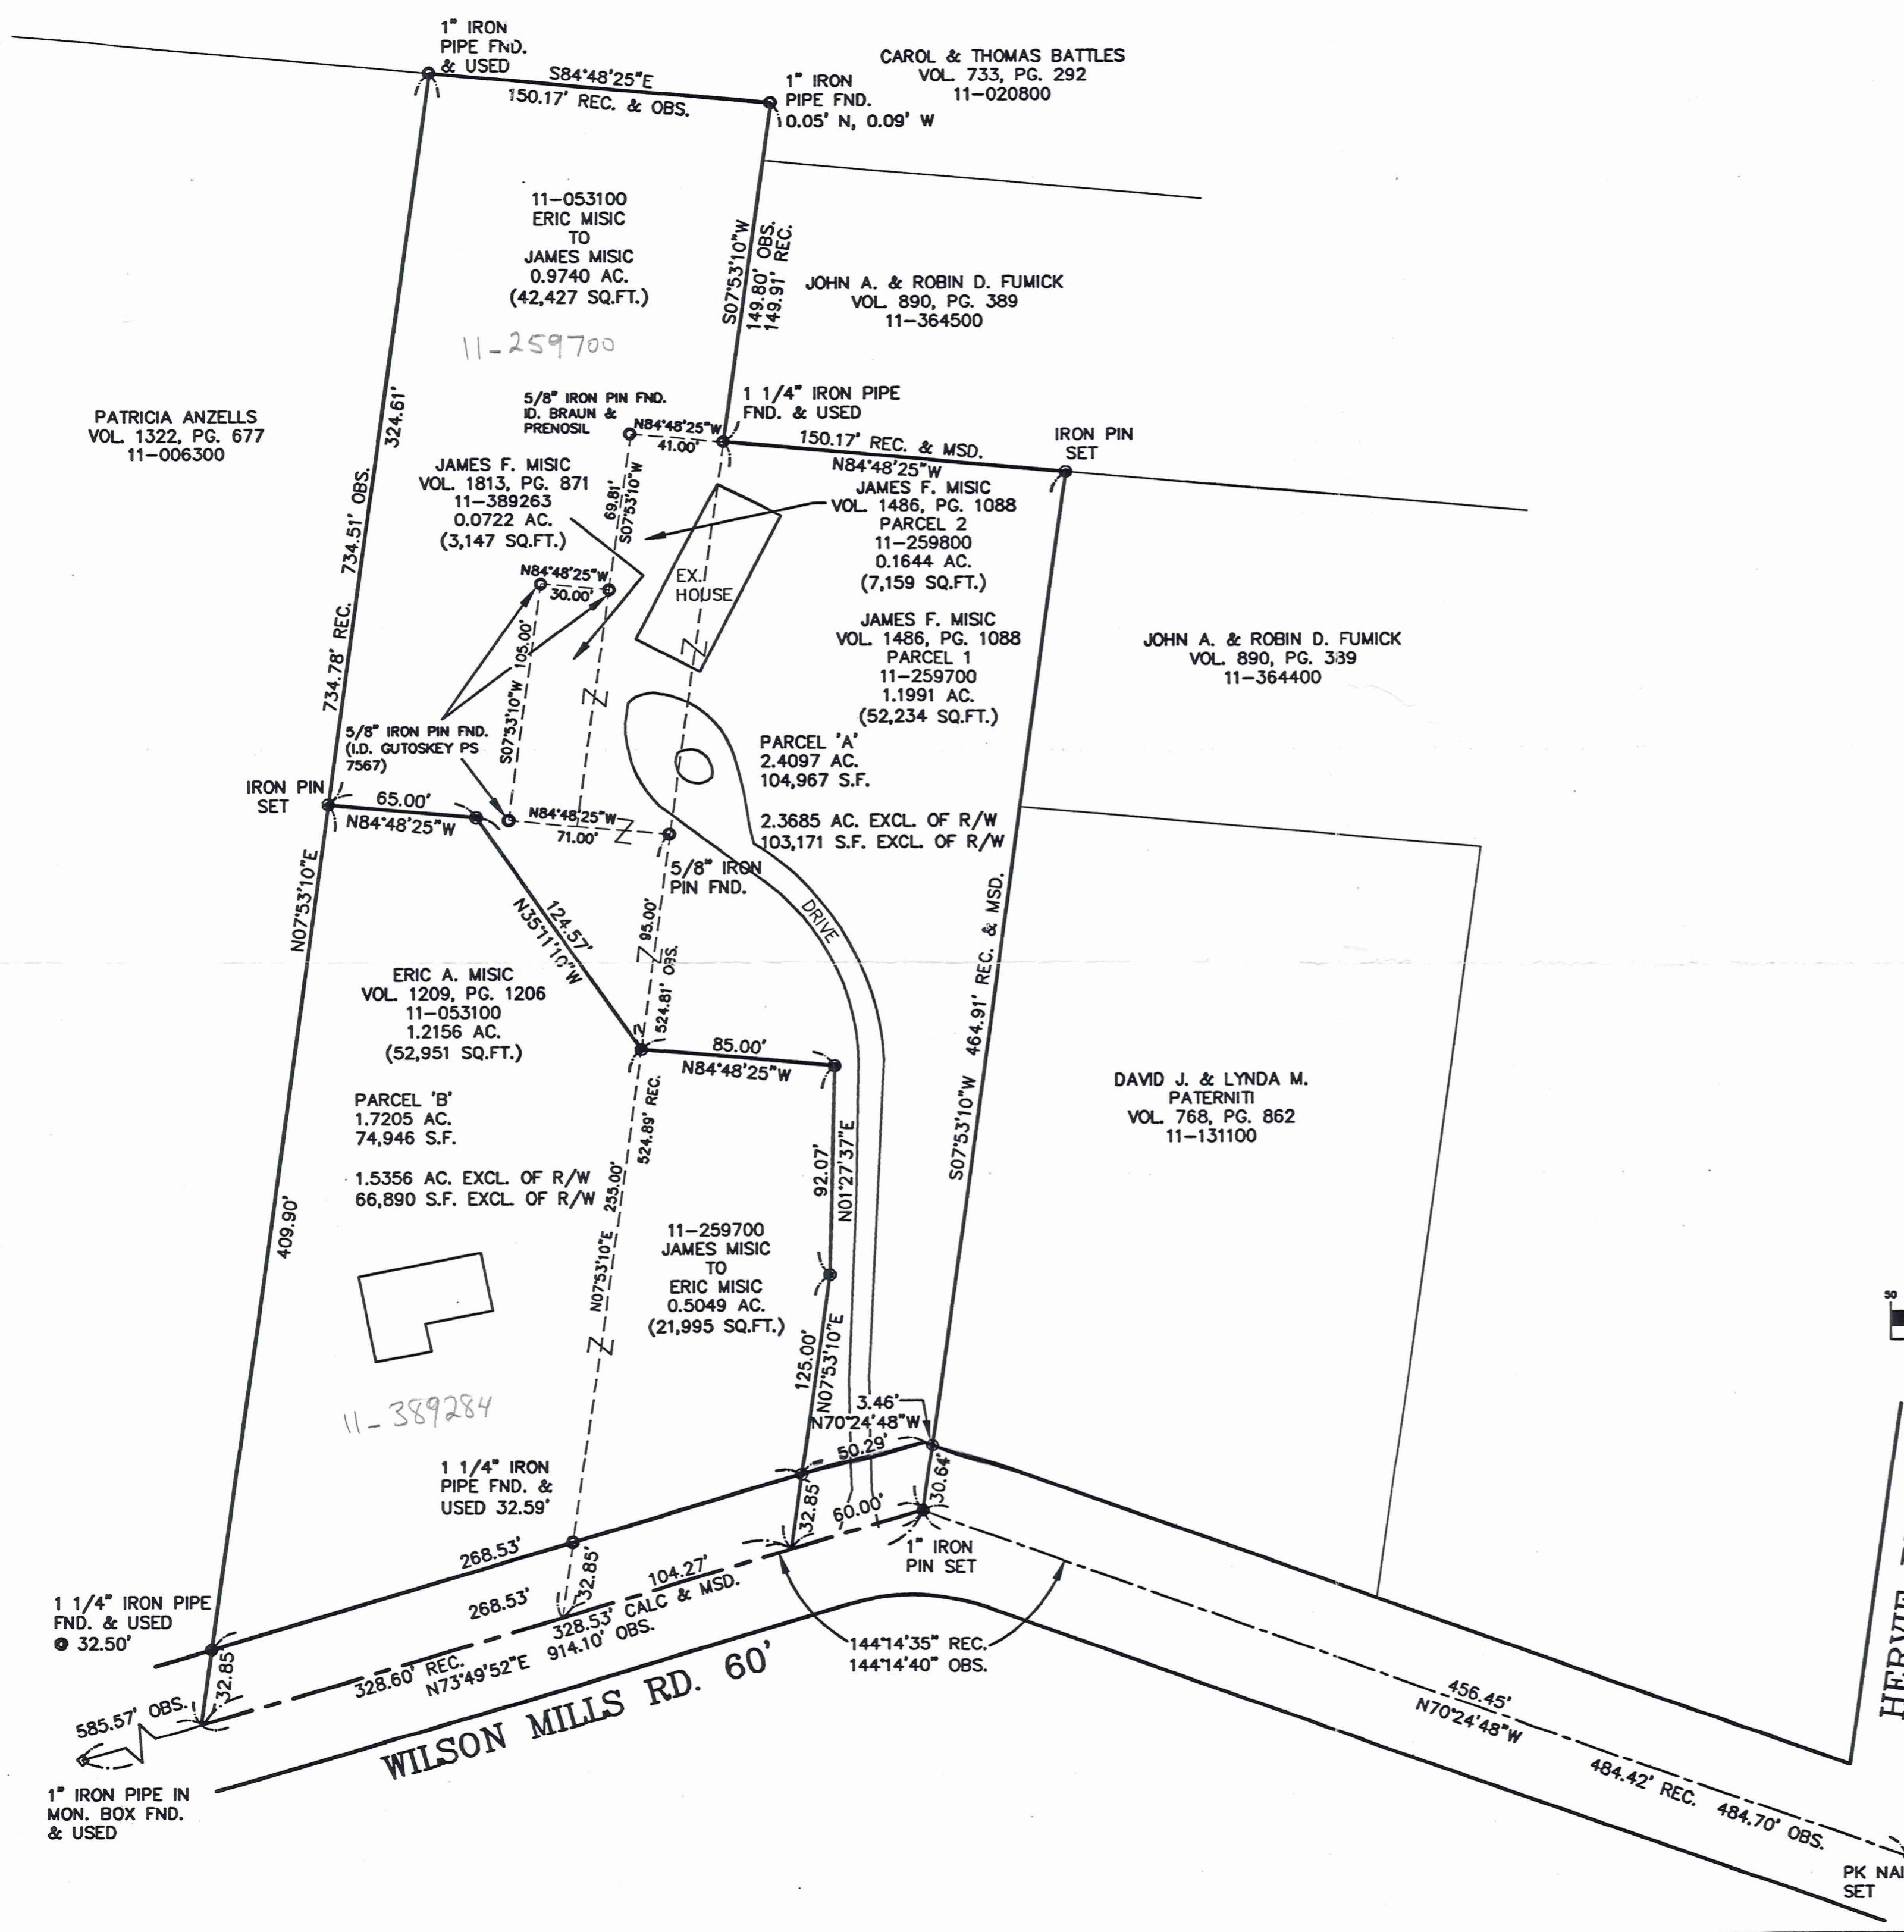 1" IRON
PIPE FND.
& USED
S84°48'25"E
150.17' REC. & OBS.
1" IRON
PIPE FND.
0.05' N, 0.09' W
CAROL & THOMAS BATTLES
VOL. 733, PG. 292
11-020800
11-053100
ERIC MISIC
TO
JAMES MISIC
0.9740 AC.
(42,427 SQ.FT.)
11-259700
S07°53'10"W
149.80' OBS.
149.91' REC.
JOHN A. & ROBIN D. FUMICK
VOL. 890, PG. 389
11-364500
PATRICIA ANZELLS
VOL. 1322, PG. 677
11-006300
324.61'
734.78' REC. 734.51' OBS.
5/8" IRON PIN FND.
ID. BRAUN &
PRENOSIL
N84°48'25"W
41.00'
1 1/4" IRON PIPE
FND. & USED
150.17' REC. & MSD.
N84°48'25"W
IRON PIN
SET
JAMES F. MISIC
VOL. 1813, PG. 871
11-389263
0.0722 AC.
(3,147 SQ.FT.)
69.81'
S07°53'10"W
JAMES F. MISIC
VOL. 1486, PG. 1088
PARCEL 2
11-259800
0.1644 AC.
(7,159 SQ.FT.)
N84°48'25"W
30.00'
EX.
HOUSE
JAMES F. MISIC
VOL. 1486, PG. 1088
PARCEL 1
11-259700
1.1991 AC.
(52,234 SQ.FT.)
JOHN A. & ROBIN D. FUMICK
VOL. 890, PG. 389
11-364400
S07°53'10"W 105.00'
5/8" IRON PIN FND.
(I.D. GUTOSKEY PS
7567)
PARCEL 'A'
2.4097 AC.
104,967 S.F.
2.3685 AC. EXCL. OF R/W
103,171 S.F. EXCL. OF R/W
IRON PIN
SET
65.00'
N84°48'25"W
N84°48'25"W
71.00'
5/8" IRON
PIN FND.
N07°53'10"E
124.57'
N35°11'10"W
95.00'
524.81' OBS.
524.89' REC.
DRIVE
S07°53'10"W 464.91' REC. & MSD.
ERIC A. MISIC
VOL. 1209, PG. 1206
11-053100
1.2156 AC.
(52,951 SQ.FT.)
85.00'
N84°48'25"W
PARCEL 'B'
1.7205 AC.
74,946 S.F.
1.5356 AC. EXCL. OF R/W
66,890 S.F. EXCL. OF R/W
DAVID J. & LYNDA M.
PATERNITI
VOL. 768, PG. 862
11-131100
92.07'
N01°27'37"E
409.90'
N07°53'10"E 255.00'
11-259700
JAMES MISIC
TO
ERIC MISIC
0.5049 AC.
(21,995 SQ.FT.)
50
125.00'
N07°53'10"E
11-389284
3.46'
N70°24'48"W
50.29'
30.64'
1 1/4" IRON
PIPE FND. &
USED 32.59'
32.85'
60.00'
1" IRON
PIN SET
268.53'
268.53'
32.85'
104.27'
328.53' CALC & MSD.
914.10' OBS.
328.60' REC.
N73°49'52"E
1 1/4" IRON PIPE
FND. & USED
32.50'
32.85'
144°14'35" REC.
144°14'40" OBS.
585.57' OBS.
WILSON MILLS RD. 60'
1" IRON PIPE IN
MON. BOX FND.
& USED
456.45'
N70°24'48"W
484.42' REC. 484.70' OBS.
PK NAI
SET